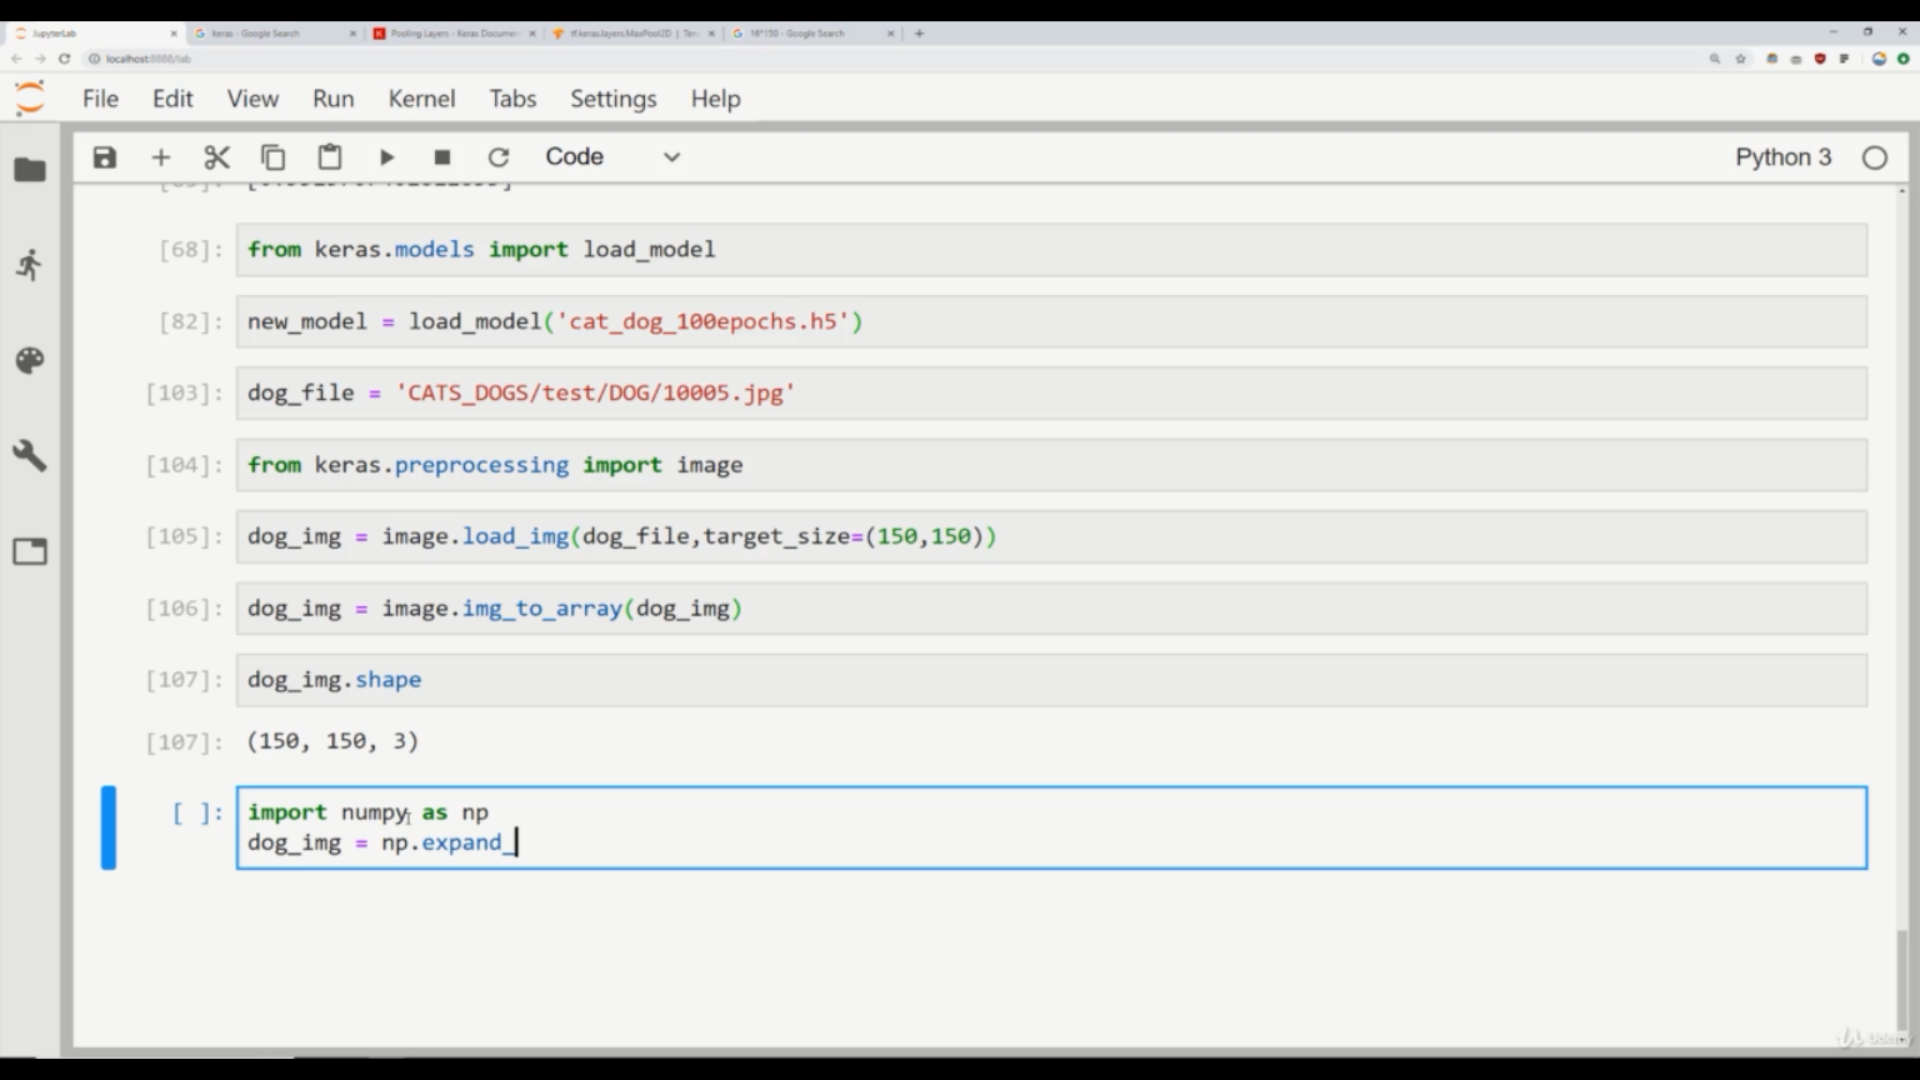 JupyterLab
keras - Google Search
Pooling Layers - Keras Documen
tf.keras.layers.MaxPool2D | Ten
16*150 - Google Search
localhost:8888/lab
File Edit View Run Kernel Tabs Settings Help
Code
Python 3
[68]: from keras.models import load_model
[82]: new_model = load_model('cat_dog_100epochs.h5')
[103]: dog_file = 'CATS_DOGS/test/DOG/10005.jpg'
[104]: from keras.preprocessing import image
[105]: dog_img = image.load_img(dog_file,target_size=(150,150))
[106]: dog_img = image.img_to_array(dog_img)
[107]: dog_img.shape
[107]: (150, 150, 3)
[ ]: import numpy as np
dog_img = np.expand_
Udemy